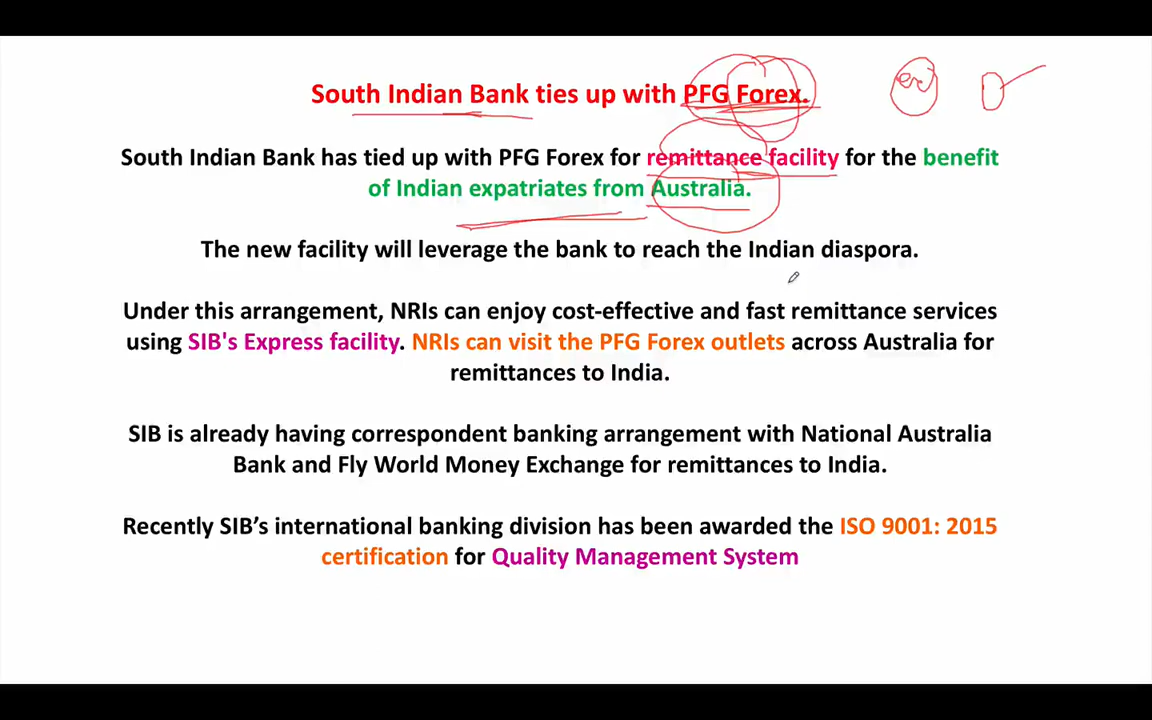 South Indian Bank ties up with PFG Forex.
South Indian Bank has tied up with PFG Forex for remittance facility for the benefit
of Indian expatriates from Australia.
The new facility will leverage the bank to reach the Indian diaspora.
Under this arrangement, NRIs can enjoy cost-effective and fast remittance services
using SIB's Express facility. NRIs can visit the PFG Forex outlets across Australia for
remittances to India.
SIB is already having correspondent banking arrangement with National Australia
Bank and Fly World Money Exchange for remittances to India.
Recently SIB’s international banking division has been awarded the ISO 9001: 2015
certification for Quality Management System